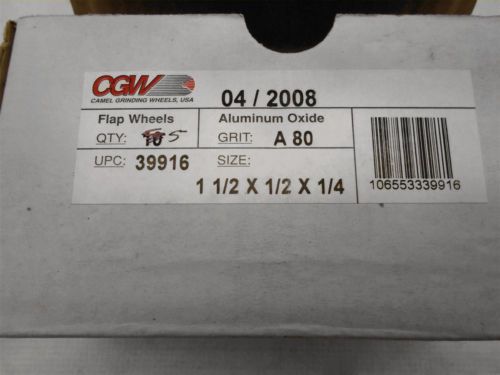 CGW
CAMEL GRINDING WHEELS, USA
04 / 2008
Flap Wheels
Aluminum Oxide
QTY: 10 5
GRIT: A 80
UPC: 39916
SIZE:
1 1/2 X 1/2 X 1/4
106553339916